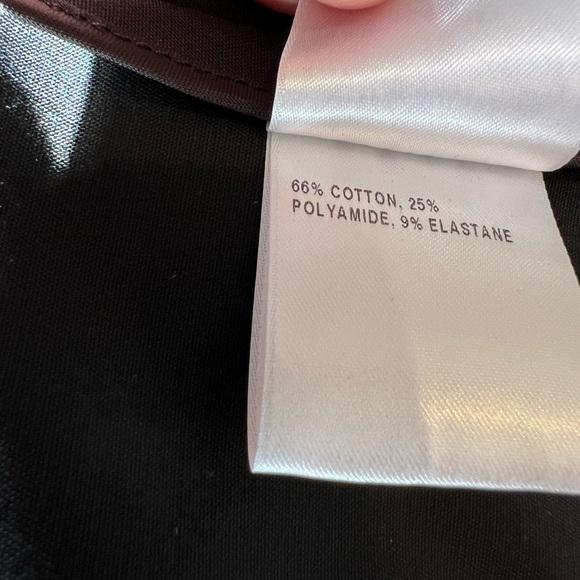 66% COTTON, 25%
POLYAMIDE, 9% ELASTANE